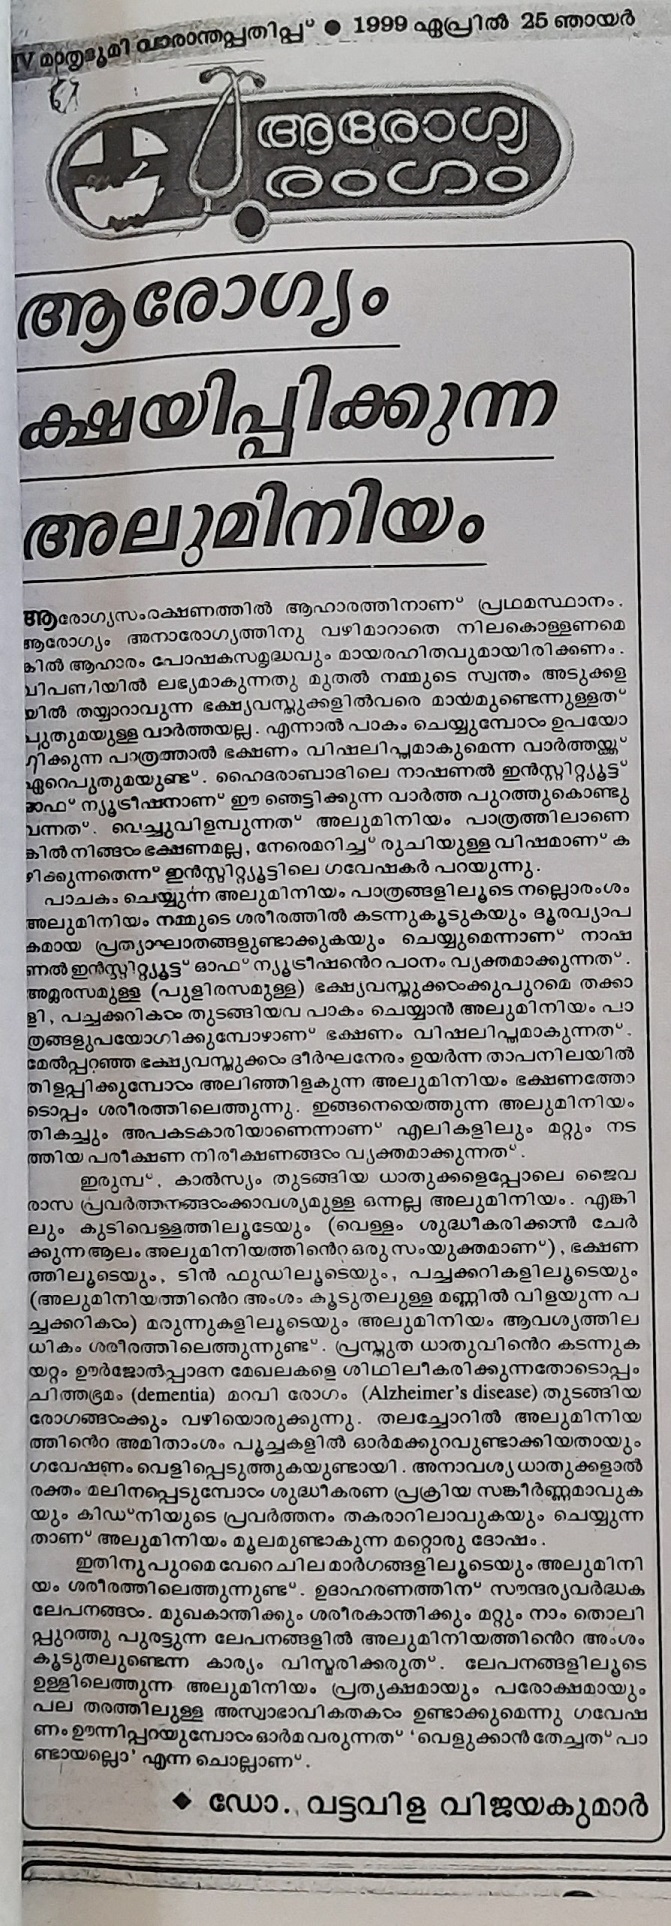 IV മാതൃഭൂമി വാരാന്തപ്പതിപ്പ് ● 1999 ഏപ്രിൽ 25 ഞായർ
ആരോഗ്യ
രംഗം
ആരോഗ്യം
ക്ഷയിപ്പിക്കുന്ന
അലുമിനിയം
ആരോഗ്യസംരക്ഷണത്തിൽ ആഹാരത്തിനാണ് പ്രഥമസ്ഥാനം.
ആരോഗ്യം അനാരോഗ്യത്തിനു വഴിമാറാതെ നിലകൊള്ളണമെ
ങ്കിൽ ആഹാരം പോഷകസമൃദ്ധവും മായരഹിതവുമായിരിക്കണം.
വിപണിയിൽ ലഭ്യമാകുന്നതു മുതൽ നമ്മുടെ സ്വന്തം അടുക്കള
യിൽ തയ്യാറാവുന്ന ഭക്ഷ്യവസ്തുക്കളിൽവരെ മായമുണ്ടെന്നുള്ളത്
പുതുമയുള്ള വാർത്തയല്ല. എന്നാൽ പാകം ചെയ്യുമ്പോൾ ഉപയോ
ഗിക്കുന്ന പാത്രത്താൽ ഭക്ഷണം വിഷലിപ്തമാകുമെന്ന വാർത്തയ്ക്ക്
ഏറെപുതുമയുണ്ട്. ഹൈദരാബാദിലെ നാഷണൽ ഇൻസ്റ്റിറ്റ്യൂട്ട്
ഓഫ് ന്യൂട്രീഷനാണ് ഈ ഞെട്ടിക്കുന്ന വാർത്ത പുറത്തുകൊണ്ടു
വന്നത്. വെച്ചുവിളമ്പുന്നത് അലുമിനിയം പാത്രത്തിലാണെ
ങ്കിൽ നിങ്ങൾ ഭക്ഷണമല്ല, നേരെമറിച്ച് രുചിയുള്ള വിഷമാണ് ക
ഴിക്കുന്നതെന്ന് ഇൻസ്റ്റിറ്റ്യൂട്ടിലെ ഗവേഷകർ പറയുന്നു.
പാചകം ചെയ്യുന്ന അലുമിനിയം പാത്രങ്ങളിലൂടെ നല്ലൊരംശം
അലുമിനിയം നമ്മുടെ ശരീരത്തിൽ കടന്നുകൂടുകയും ദൂരവ്യാപ
കമായ പ്രത്യാഘാതങ്ങളുണ്ടാക്കുകയും ചെയ്യുമെന്നാണ് നാഷ
ണൽ ഇൻസ്റ്റിറ്റ്യൂട്ട് ഓഫ് ന്യൂട്രീഷന്റെ പഠനം വ്യക്തമാക്കുന്നത്.
അമ്ലരസമുള്ള (പുളിരസമുള്ള) ഭക്ഷ്യവസ്തുക്കൾക്കുപുറമെ തക്കാ
ളി, പച്ചക്കറികൾ തുടങ്ങിയവ പാകം ചെയ്യാൻ അലുമിനിയം പാ
ത്രങ്ങളുപയോഗിക്കുമ്പോഴാണ് ഭക്ഷണം വിഷലിപ്തമാകുന്നത്.
മേൽപ്പറഞ്ഞ ഭക്ഷ്യവസ്തുക്കൾ ദീർഘനേരം ഉയർന്ന താപനിലയിൽ
തിളപ്പിക്കുമ്പോൾ അലിഞ്ഞിളകുന്ന അലുമിനിയം ഭക്ഷണത്തോ
ടൊപ്പം ശരീരത്തിലെത്തുന്നു. ഇങ്ങനെയെത്തുന്ന അലുമിനിയം
തികച്ചും അപകടകാരിയാണെന്നാണ് എലികളിലും മറ്റും നട
ത്തിയ പരീക്ഷണ നിരീക്ഷണങ്ങൾ വ്യക്തമാക്കുന്നത്.
ഇരുമ്പ്, കാൽസ്യം തുടങ്ങിയ ധാതുക്കളെപ്പോലെ ജൈവ
രാസ പ്രവർത്തനങ്ങൾക്കാവശ്യമുള്ള ഒന്നല്ല അലുമിനിയം. എങ്കി
ലും കുടിവെള്ളത്തിലൂടേയും (വെള്ളം ശുദ്ധീകരിക്കാൻ ചേർ
ക്കുന്ന ആലം അലുമിനിയത്തിന്റെ ഒരു സംയുക്തമാണ്), ഭക്ഷണ
ത്തിലൂടെയും, ടിൻ ഫുഡിലൂടെയും, പച്ചക്കറികളിലൂടെയും
(അലുമിനിയത്തിന്റെ അംശം കൂടുതലുള്ള മണ്ണിൽ വിളയുന്ന പ
ച്ചക്കറികൾ) മരുന്നുകളിലൂടെയും അലുമിനിയം ആവശ്യത്തില
ധികം ശരീരത്തിലെത്തുന്നുണ്ട്. പ്രസ്തുത ധാതുവിന്റെ കടന്നുക
യറ്റം ഊർജോൽപ്പാദന മേഖലകളെ ശിഥിലീകരിക്കുന്നതോടൊപ്പം
ചിത്തഭ്രമം (dementia) മറവി രോഗം (Alzheimer's disease) തുടങ്ങിയ
രോഗങ്ങൾക്കും വഴിയൊരുക്കുന്നു. തലച്ചോറിൽ അലുമിനിയ
ത്തിന്റെ അമിതാംശം പൂച്ചകളിൽ ഓർമക്കുറവുണ്ടാക്കിയതായും
ഗവേഷണം വെളിപ്പെടുത്തുകയുണ്ടായി. അനാവശ്യ ധാതുക്കളാൽ
രക്തം മലിനപ്പെടുമ്പോൾ ശുദ്ധീകരണ പ്രക്രിയ സങ്കീർണ്ണമാവുക
യും കിഡ്നിയുടെ പ്രവർത്തനം തകരാറിലാവുകയും ചെയ്യുന്ന
താണ് അലുമിനിയം മൂലമുണ്ടാകുന്ന മറ്റൊരു ദോഷം.
ഇതിനു പുറമെ വേറെ ചില മാർഗങ്ങളിലൂടെയും അലുമിനി
യം ശരീരത്തിലെത്തുന്നുണ്ട്. ഉദാഹരണത്തിന് സൗന്ദര്യവർദ്ധക
ലേപനങ്ങൾ. മുഖകാന്തിക്കും ശരീരകാന്തിക്കും മറ്റും നാം തൊലി
പ്പുറത്തു പുരട്ടുന്ന ലേപനങ്ങളിൽ അലുമിനിയത്തിന്റെ അംശം
കൂടുതലുണ്ടെന്ന കാര്യം വിസ്മരിക്കരുത്. ലേപനങ്ങളിലൂടെ
ഉള്ളിലെത്തുന്ന അലുമിനിയം പ്രത്യക്ഷമായും പരോക്ഷമായും
പല തരത്തിലുള്ള അസ്വാഭാവികതകൾ ഉണ്ടാക്കുമെന്നു ഗവേഷ
ണം ഊന്നിപ്പറയുമ്പോൾ ഓർമ വരുന്നത് 'വെളുക്കാൻ തേച്ചത് പാ
ണ്ടായല്ലൊ' എന്ന ചൊല്ലാണ്.
◆ ഡോ. വട്ടവിള വിജയകുമാർ